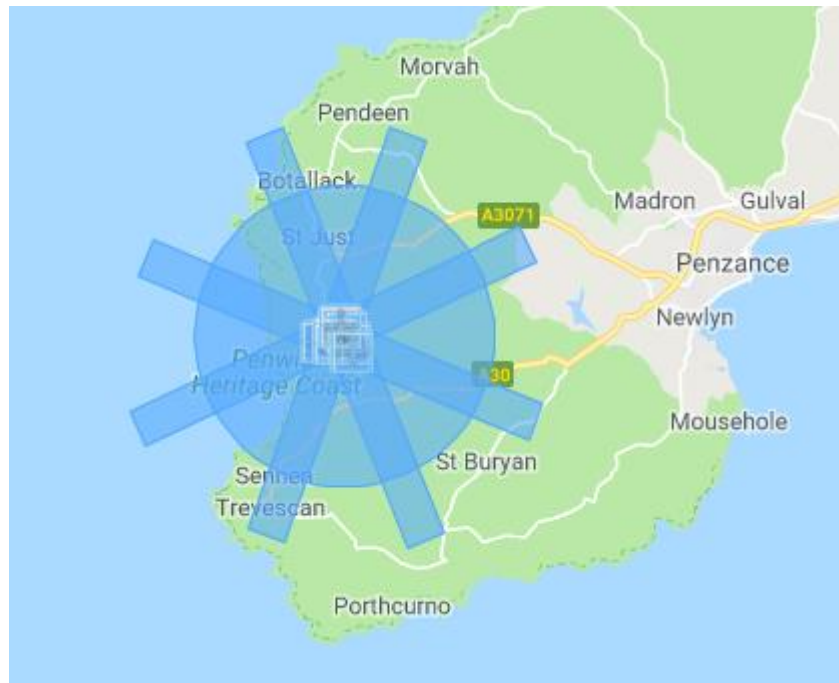 Morvah
Pendeen
Botallack
Madron
Gulval
A3071
St Just
Penzance
Newlyn
Heritage Coast
30
Mousehole
St Buryan
Sennen
Trevescan
Porthcurno